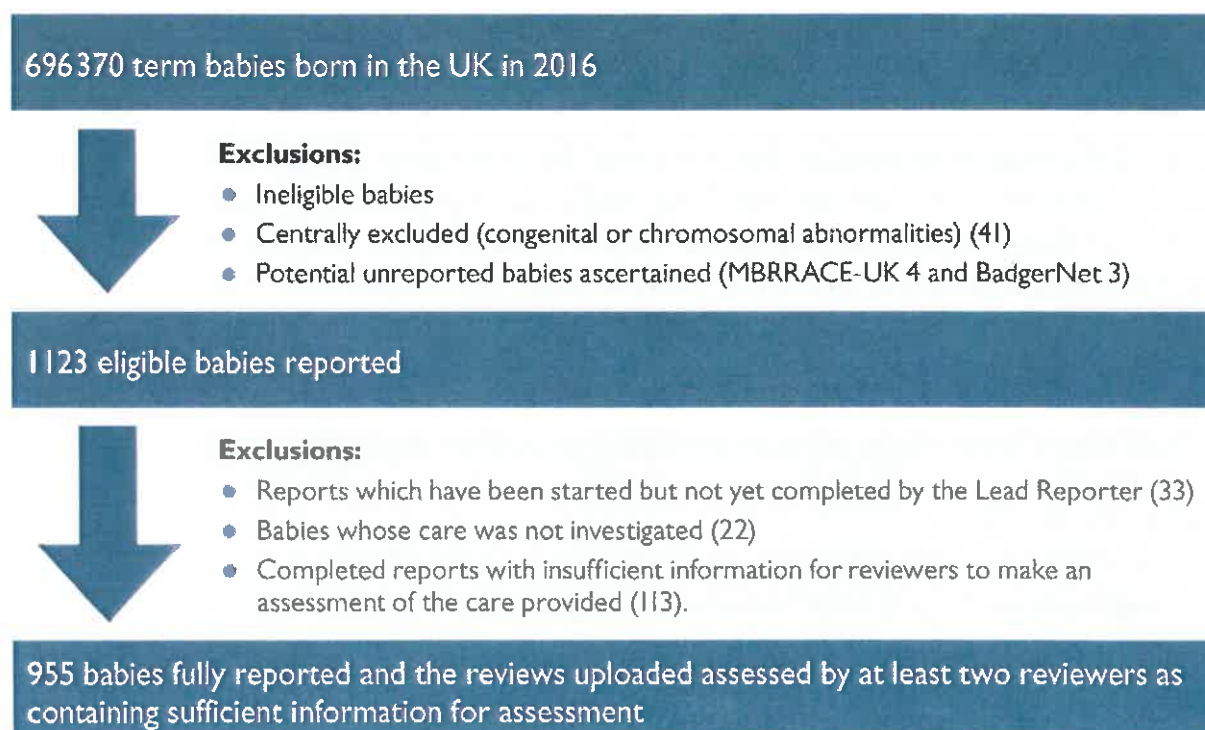 696370 term babies born in the UK in 2016
Exclusions:
• Ineligible babies
• Centrally excluded (congenital or chromosomal abnormalities) (41)
• Potential unreported babies ascertained (MBRRACE-UK 4 and BadgerNet 3)
1123 eligible babies reported
Exclusions:
• Reports which have been started but not yet completed by the Lead Reporter (33)
• Babies whose care was not investigated (22)
• Completed reports with insufficient information for reviewers to make an
assessment of the care provided (113).
955 babies fully reported and the reviews uploaded assessed by at least two reviewers as
containing sufficient information for assessment